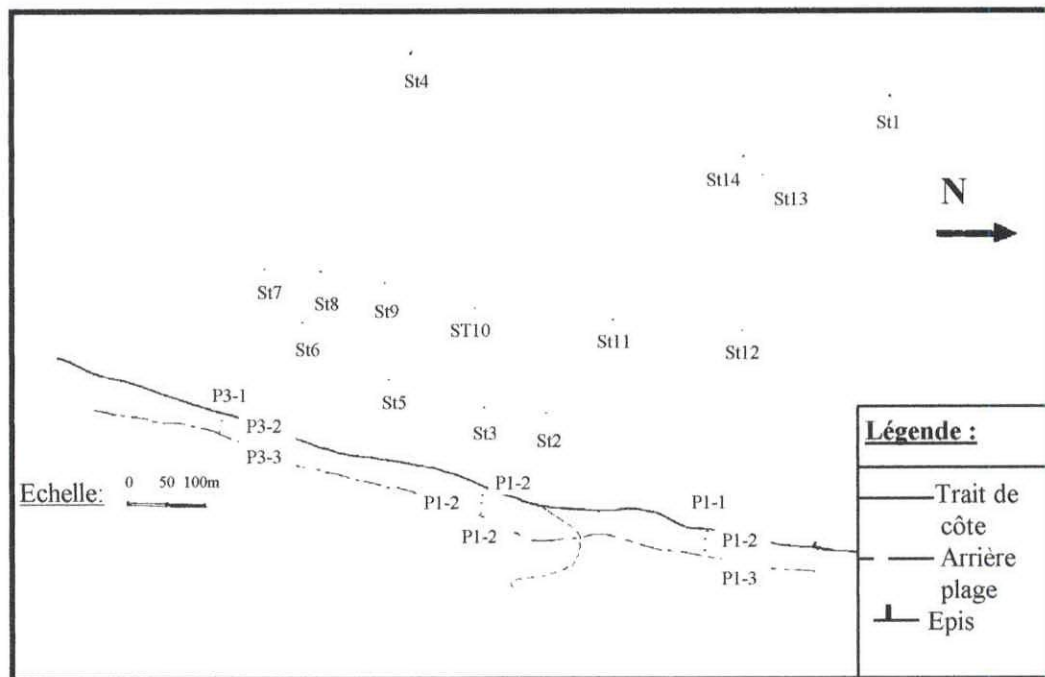 St4
St1
St14
St13
N
St7
St8
St9
ST10
St11
St12
St6
P3-1
St5
P3-2
St3
St2
P3-3
Echelle: 0 50 100m
P1-2
P1-2
P1-2
P1-1
P1-2
P1-3
Légende :
Trait de
côte
Arrière
plage
Epis